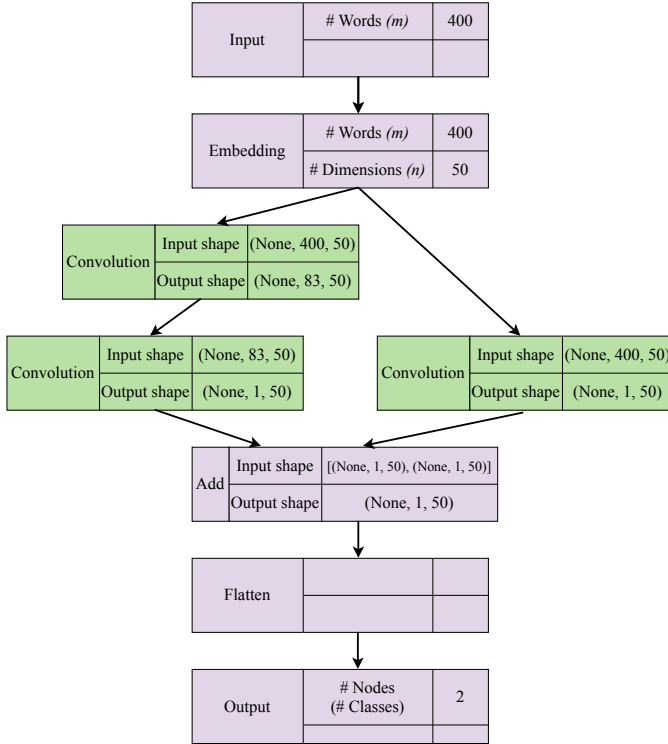 Input
# Words (m) 400
Embedding
# Words (m) 400
# Dimensions (n) 50
Convolution
Input shape (None, 400, 50)
Output shape (None, 83, 50)
Convolution
Input shape (None, 83, 50)
Output shape (None, 1, 50)
Convolution
Input shape (None, 400, 50)
Output shape (None, 1, 50)
Add
Input shape [(None, 1, 50), (None, 1, 50)]
Output shape (None, 1, 50)
Flatten
Output
# Nodes
(# Classes)
2